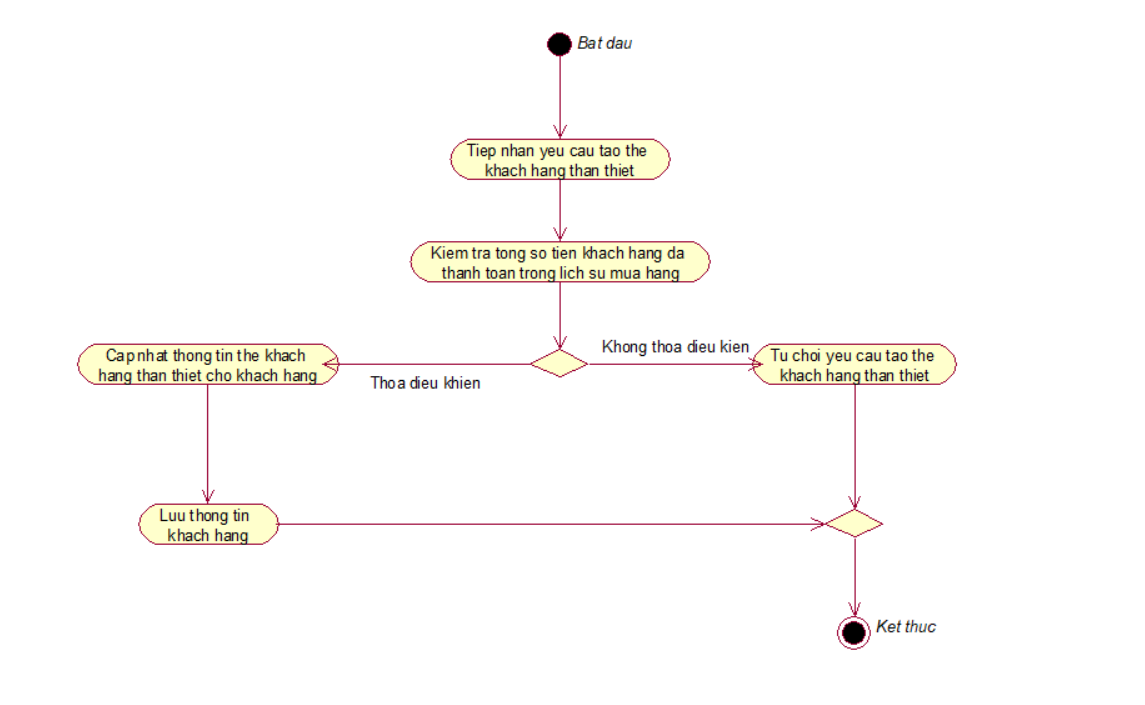 Bat dau
Tiep nhan yeu cau tao the
khach hang than thiet
Kiem tra tong so tien khach hang da
thanh toan trong lich su mua hang
Khong thoa dieu kien
Cap nhat thong tin the khach
hang than thiet cho khach hang
Thoa dieu khien
Tu choi yeu cau tao the
khach hang than thiet
Luu thong tin
khach hang
Ket thuc